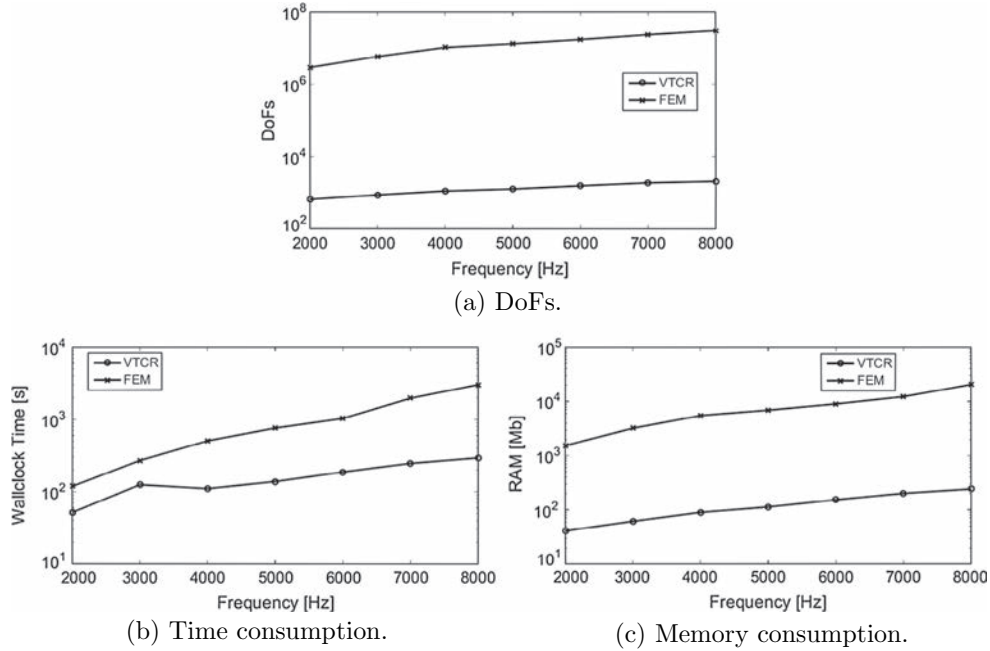 10^8
10^6
10^4
10^2
DoFs
VTCR
FEM
2000 3000 4000 5000 6000 7000 8000
Frequency [Hz]
(a) DoFs.
10^4
10^3
10^2
10^1
Wallclock Time [s]
VTCR
FEM
2000 3000 4000 5000 6000 7000 8000
Frequency [Hz]
(b) Time consumption.
10^5
10^4
10^3
10^2
10^1
RAM [Mb]
VTCR
FEM
2000 3000 4000 5000 6000 7000 8000
Frequency [Hz]
(c) Memory consumption.